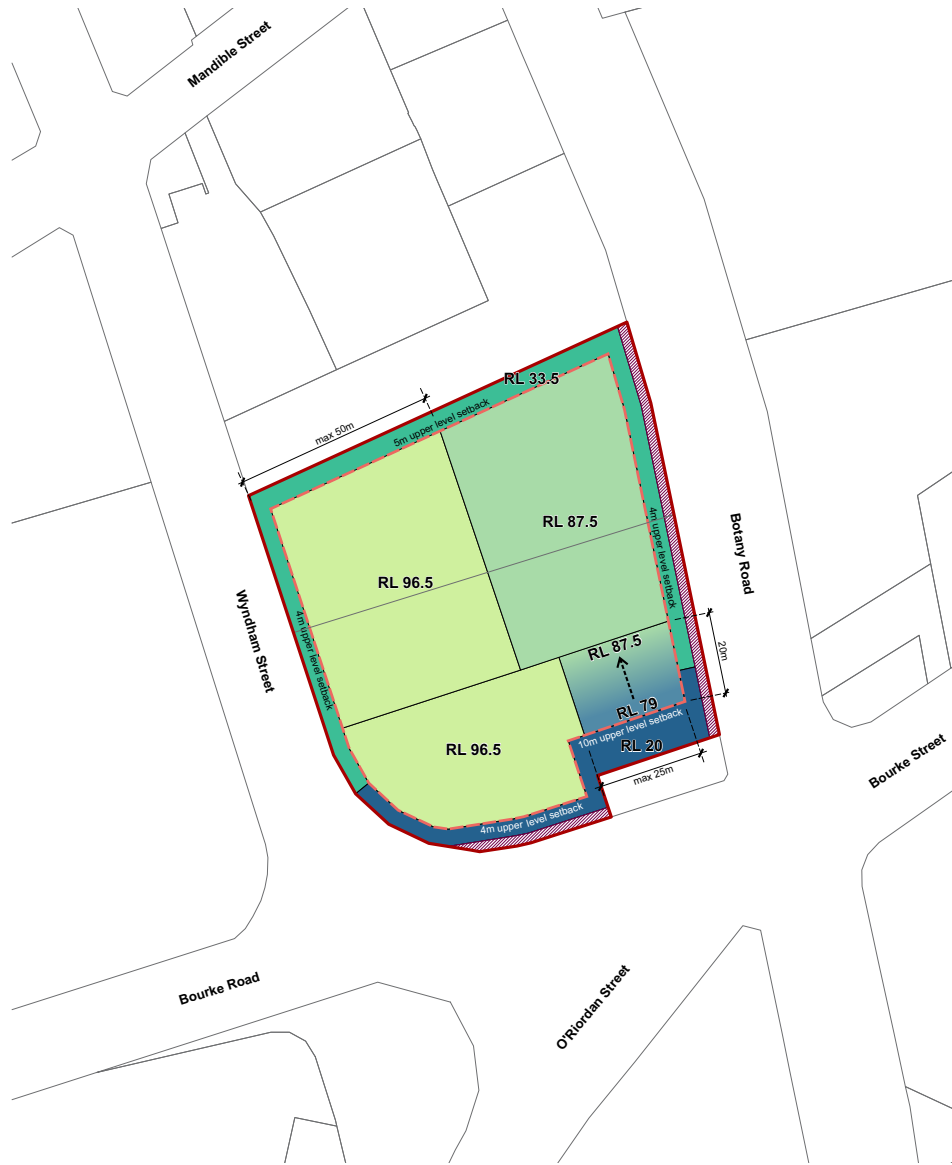 Mandible Street
RL 33.5
max 50m
5m upper level setback
RL 87.5
Botany Road
4m upper level setback
RL 96.5
Wyndham Street
4m upper level setback
RL 87.5
20m
RL 79
10m upper level setback
RL 20
RL 96.5
max 25m
Bourke Street
4m upper level setback
Bourke Road
O'Riordan Street